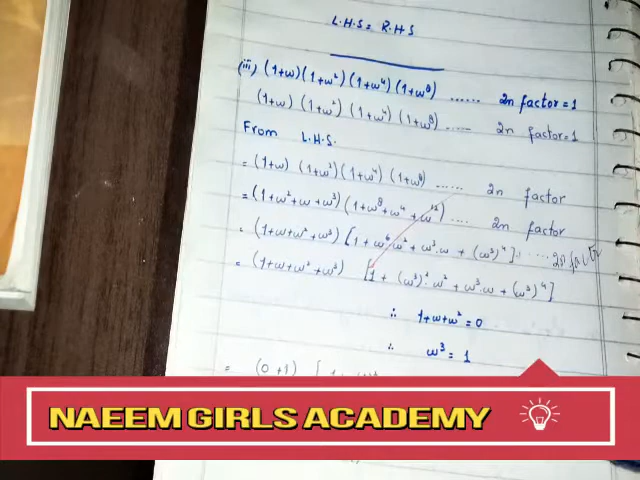 L.H.S = R.H.S
(iii) (1+ω)(1+ω²)(1+ω⁴)(1+ω⁸) ...... 2n factor = 1
(1+ω) (1+ω²) (1+ω⁴) (1+ω⁸) ..... 2n factor = 1
From L.H.S.
= (1+ω) (1+ω²) (1+ω⁴) (1+ω⁸) ...... 2n factor
= (1+ω²+ω+ω³) (1+ω⁸+ω⁴+ω¹²) .... 2n factor
= (1+ω+ω²+ω³) [1+ω⁶.ω²+ω³.ω+(ω³)⁴] ....
= (1+ω+ω²+ω³) [1+(ω³)².ω²+ω³.ω+(ω³)⁴]
∴ 1+ω+ω²=0
∴ ω³ = 1
= (0+1) [
NAEEM GIRLS ACADEMY